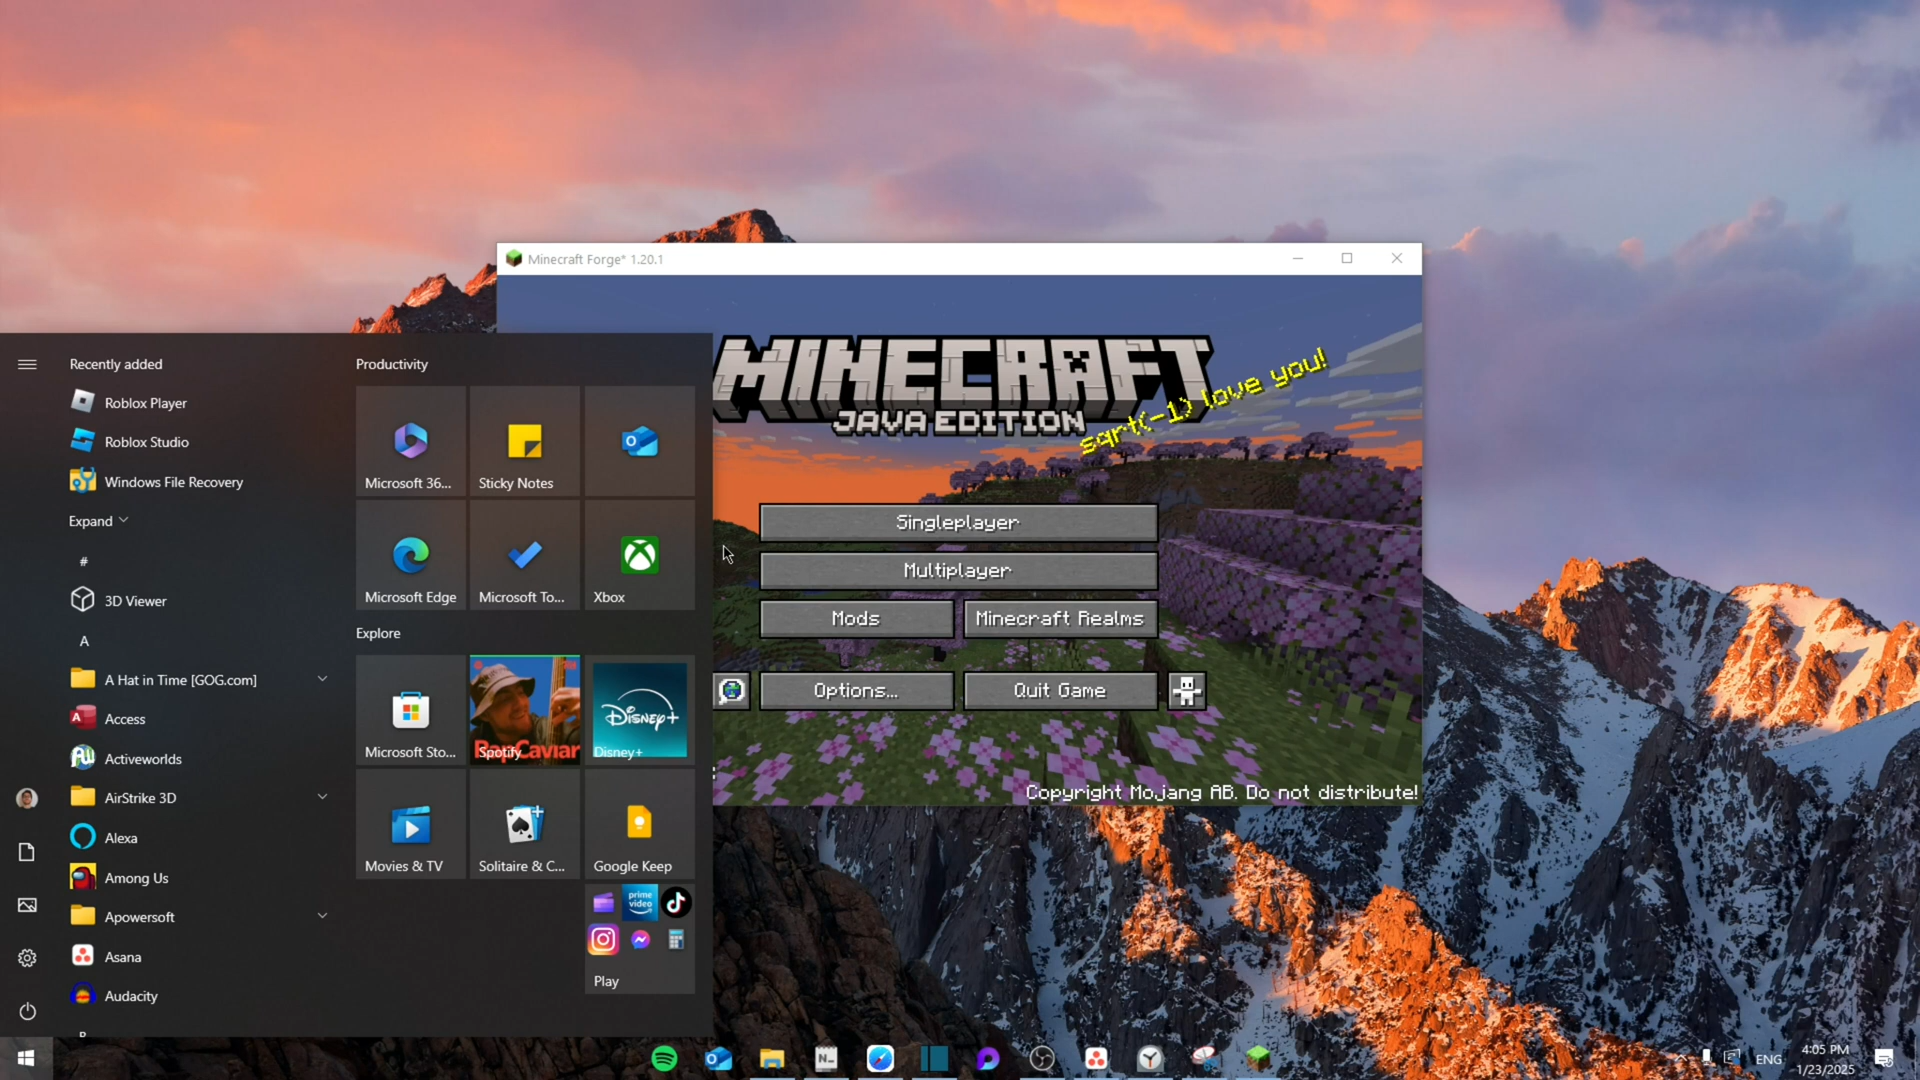 Minecraft Forge* 1.20.1
MINECRAFT
JAVA EDITION
sqrt(-1) love you!
Singleplayer
Multiplayer
Mods
Minecraft Realms
Options...
Quit Game
Copyright Mojang AB. Do not distribute!
Recently added
Roblox Player
Roblox Studio
Windows File Recovery
Expand
#
3D Viewer
A
A Hat in Time [GOG.com]
Access
Activeworlds
AirStrike 3D
Alexa
Among Us
Apowersoft
Asana
Audacity
Productivity
Microsoft 36...
Sticky Notes
Microsoft Edge
Microsoft To...
Xbox
Explore
Microsoft Sto...
RapCaviar
Spotify
Disney+
Disney+
Movies & TV
Solitaire & C...
Google Keep
prime video
Play
ENG
4:05 PM
1/23/2025